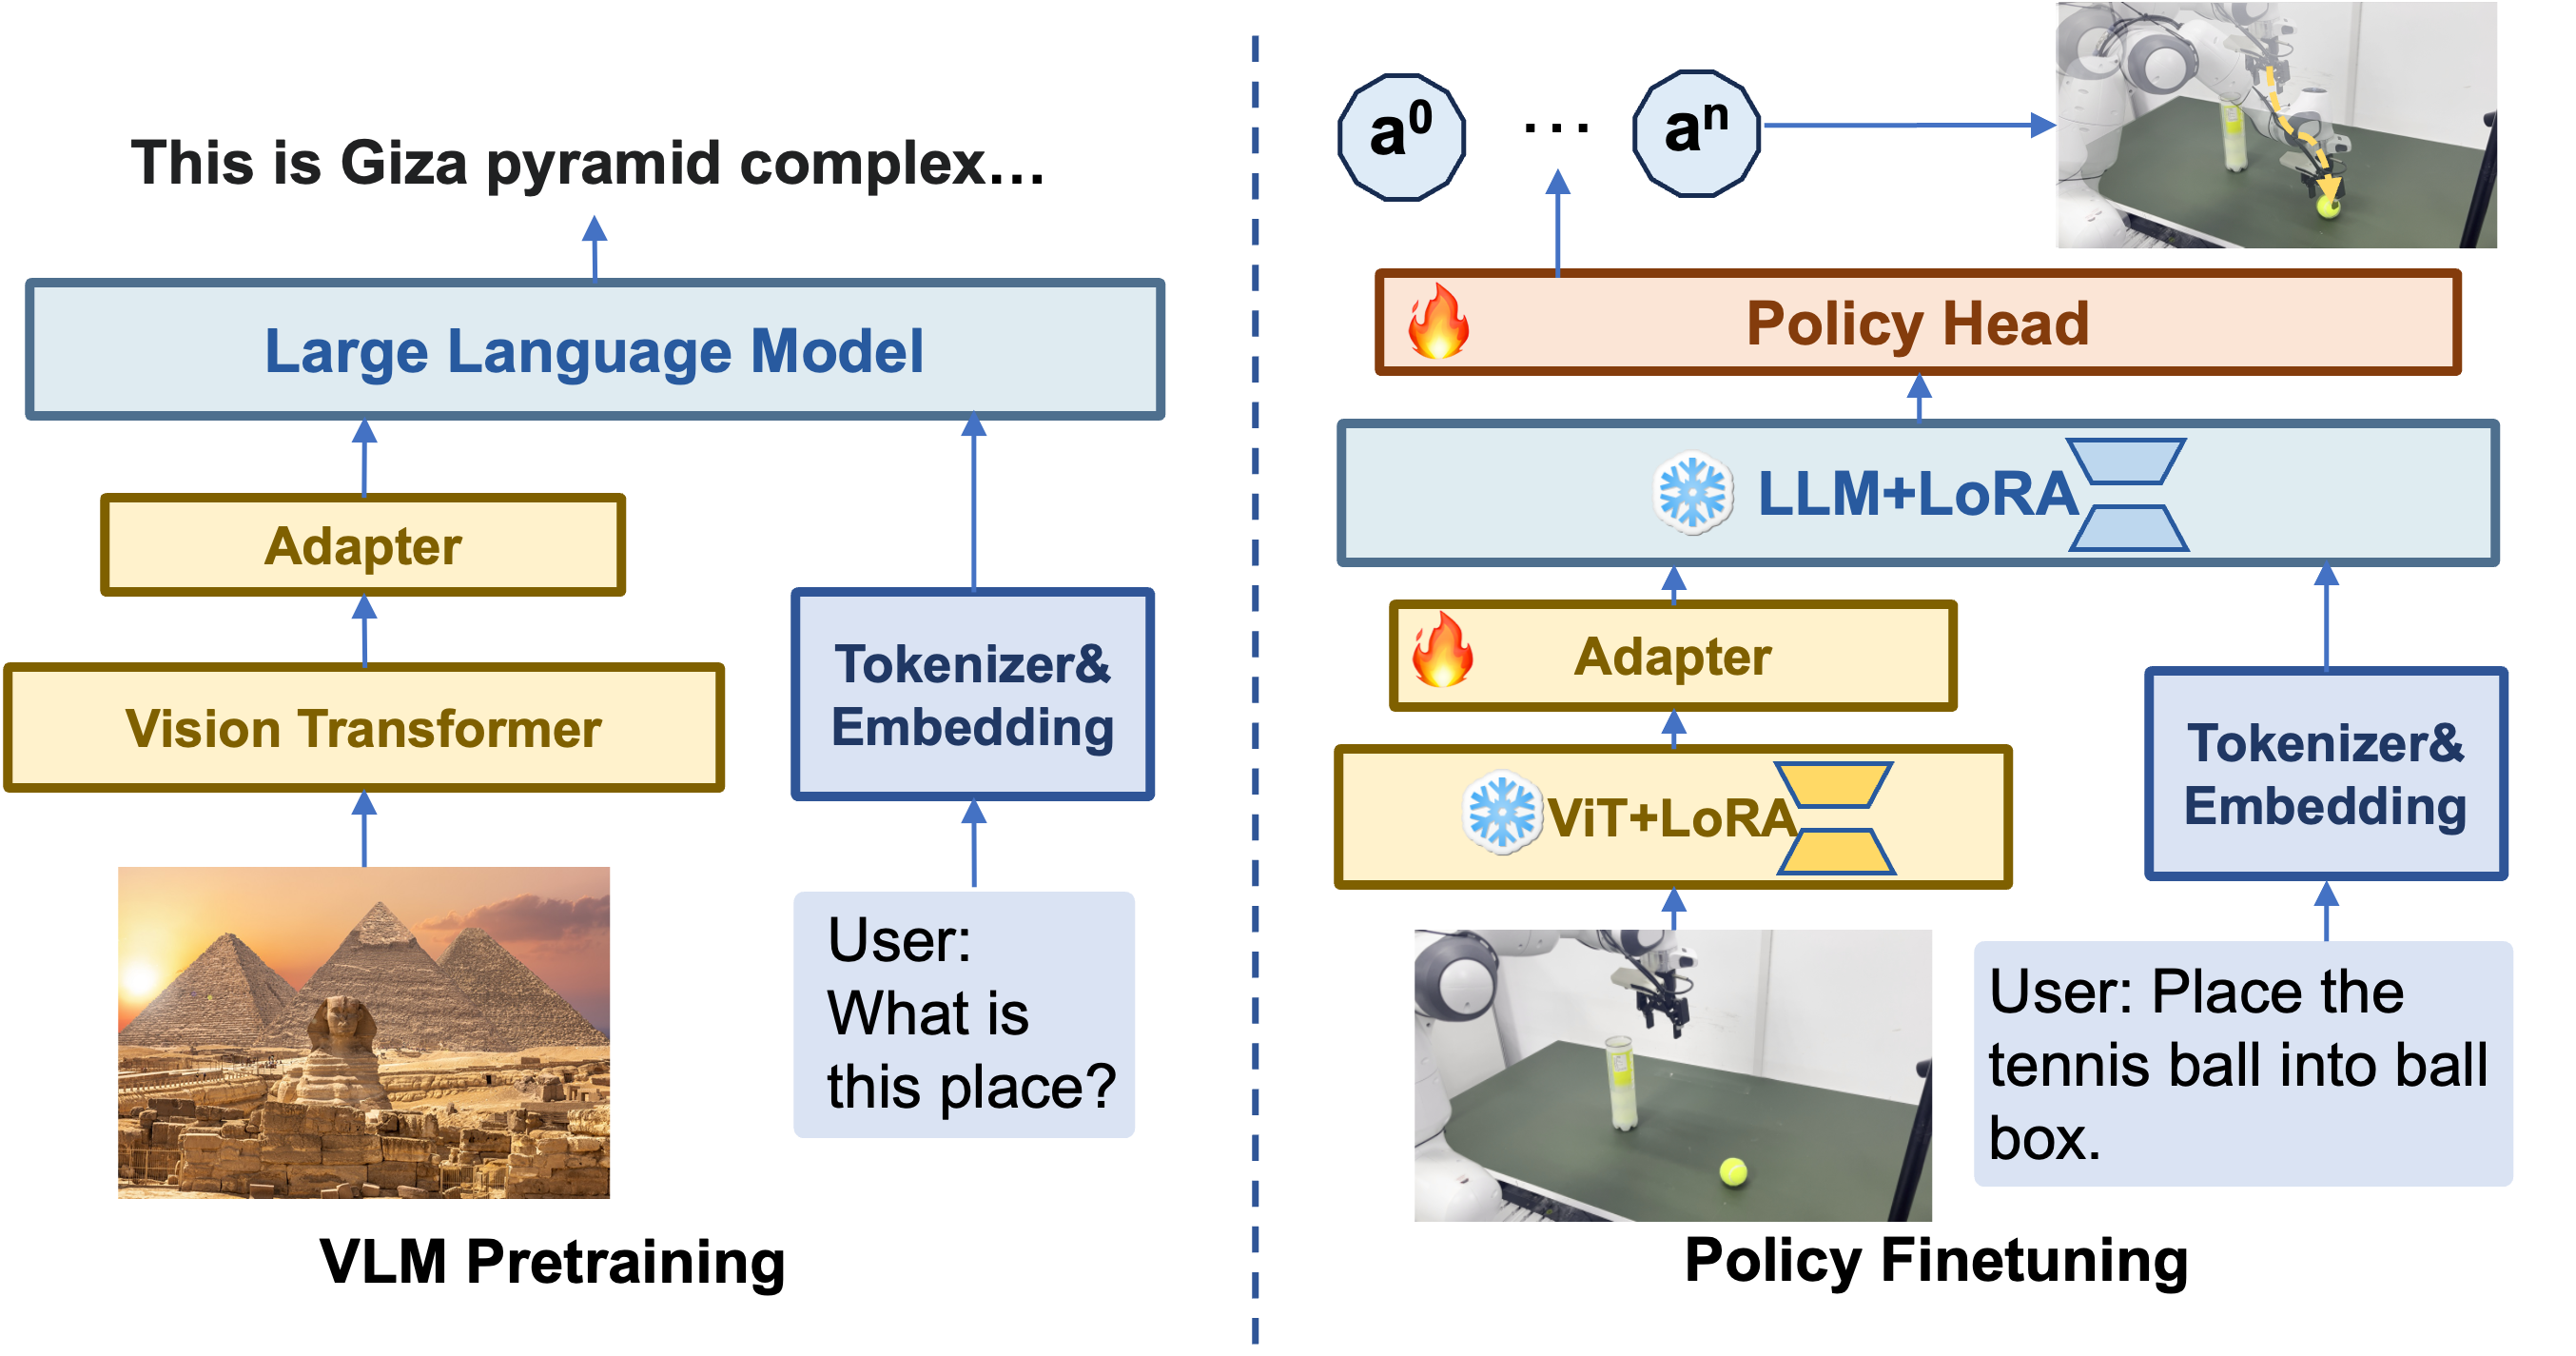 This is Giza pyramid complex...
Large Language Model
Adapter
Vision Transformer
Tokenizer&
Embedding
User:
What is
this place?
VLM Pretraining
a⁰ ... aⁿ
Policy Head
LLM+LoRA
Adapter
ViT+LoRA
Tokenizer&
Embedding
User: Place the
tennis ball into ball
box.
Policy Finetuning